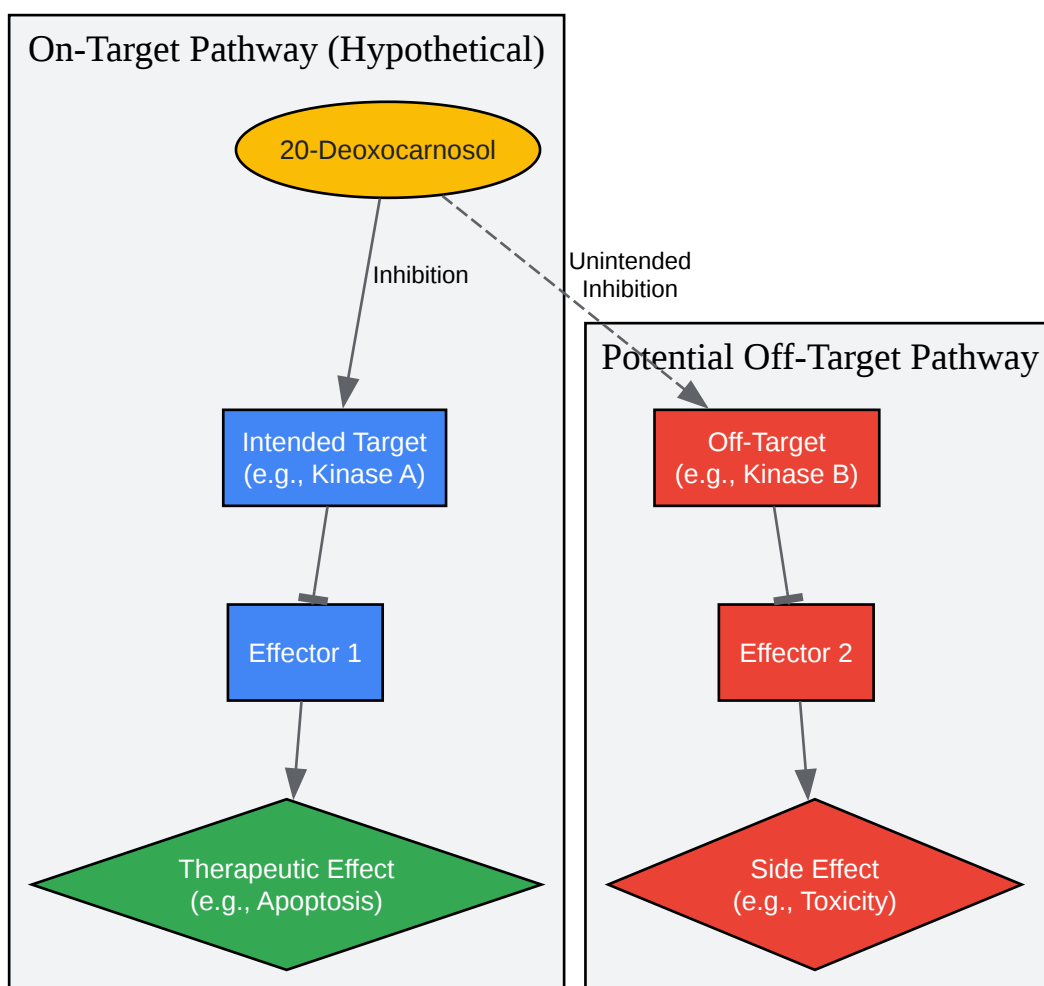 On-Target Pathway (Hypothetical)
20-Deoxocarnosol
Inhibition
Unintended
Inhibition
Potential Off-Target Pathway
Intended Target
(e.g., Kinase A)
Off-Target
(e.g., Kinase B)
Effector 1
Effector 2
Therapeutic Effect
(e.g., Apoptosis)
Side Effect
(e.g., Toxicity)